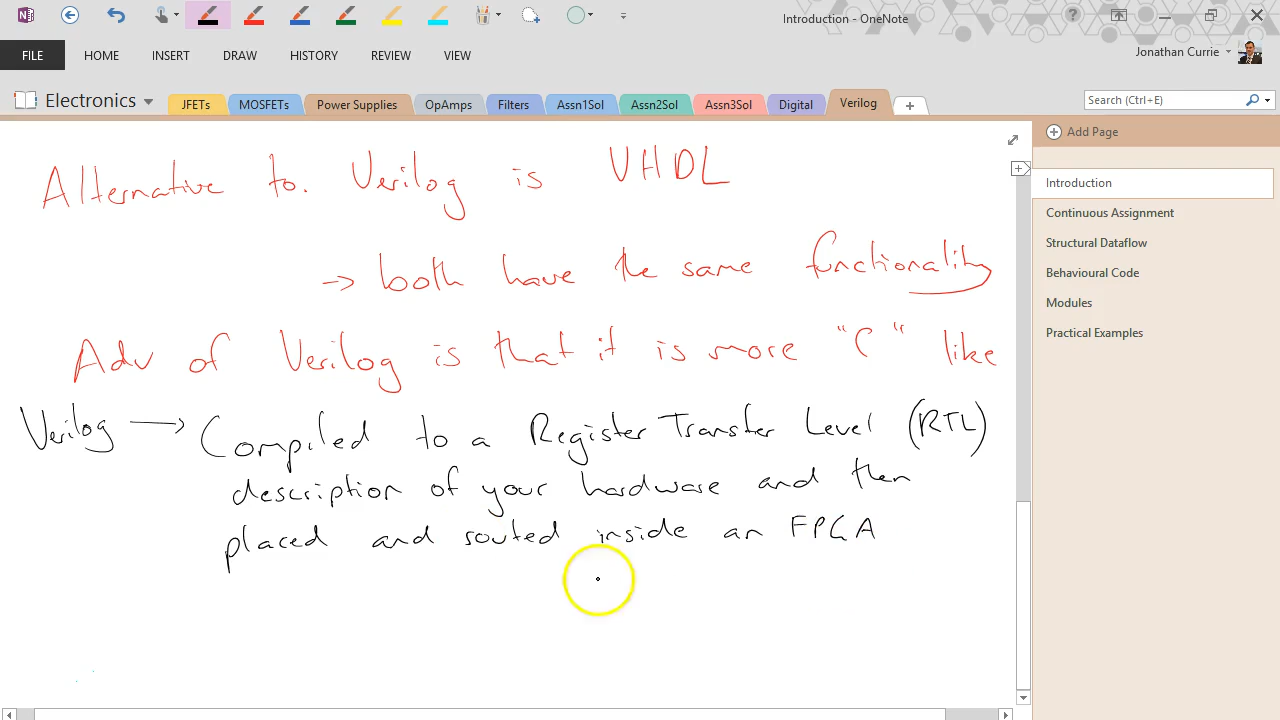 Introduction - OneNote
Jonathan Currie
FILE HOME INSERT DRAW HISTORY REVIEW VIEW
Electronics
JFETs MOSFETs Power Supplies OpAmps Filters Assn1Sol Assn2Sol Assn3Sol Digital Verilog
Search (Ctrl+E)
Add Page
Introduction
Continuous Assignment
Structural Dataflow
Behavioural Code
Modules
Practical Examples
Alternative to. Verilog is VHDL
→ both have the same functionality
Adv of Verilog is that it is more "C" like
Verilog → Compiled to a Register Transfer Level (RTL)
description of your hardware and then
placed and routed inside an FPGA